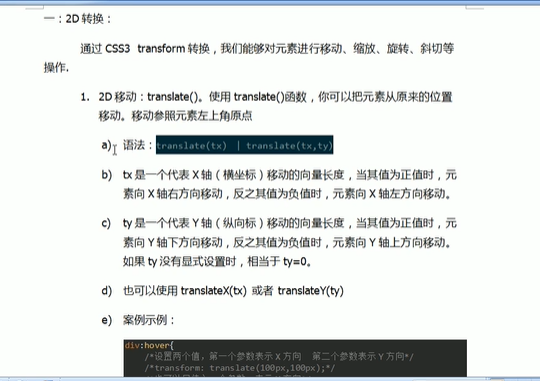 一：2D 转换：
通过 CSS3 transform 转换，我们能够对元素进行移动、缩放、旋转、斜切等
操作.
1. 2D 移动：translate()。使用 translate()函数，你可以把元素从原来的位置
移动。移动参照元素左上角原点
a) 语法：translate(tx) | translate(tx,ty)
b) tx 是一个代表 X 轴（横坐标）移动的向量长度，当其值为正值时，元
素向 X 轴右方向移动，反之其值为负值时，元素向 X 轴左方向移动。
c) ty 是一个代表 Y 轴（纵向标）移动的向量长度，当其值为正值时，元
素向 Y 轴下方向移动，反之其值为负值时，元素向 Y 轴上方向移动。
如果 ty 没有显式设置时，相当于 ty=0。
d) 也可以使用 translateX(tx) 或者 translateY(ty)
e) 案例示例：
div:hover{
/*设置两个值，第一个参数表示 X 方向 第二个参数表示 Y 方向*/
/*transform: translate(100px,100px);*/